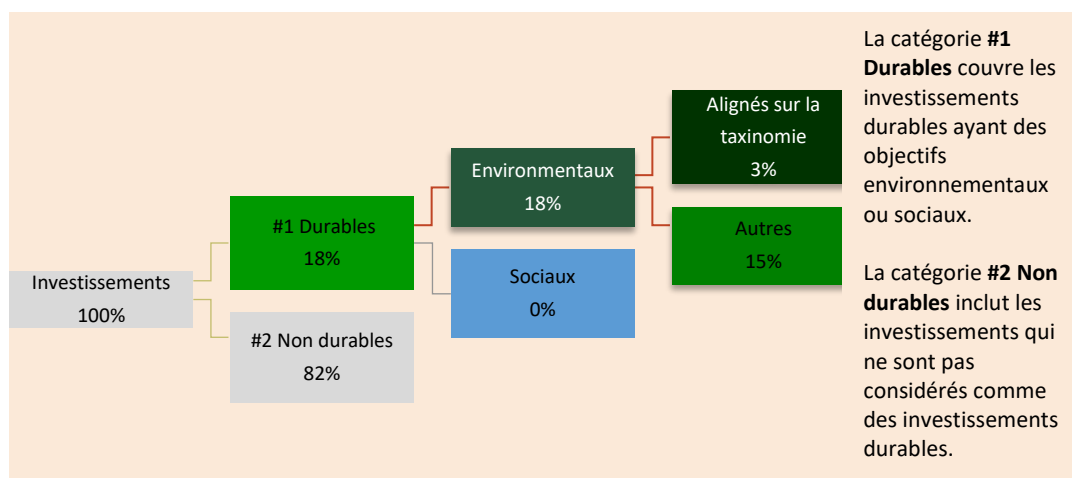 Investissements
100%
#1 Durables
18%
#2 Non durables
82%
Environmentaux
18%
Sociaux
0%
Alignés sur la
taxinomie
3%
Autres
15%
La catégorie #1
Durables couvre les
investissements
durables ayant des
objectifs
environnementaux
ou sociaux.
La catégorie #2 Non
durables inclut les
investissements qui
ne sont pas
considérés comme
des investissements
durables.